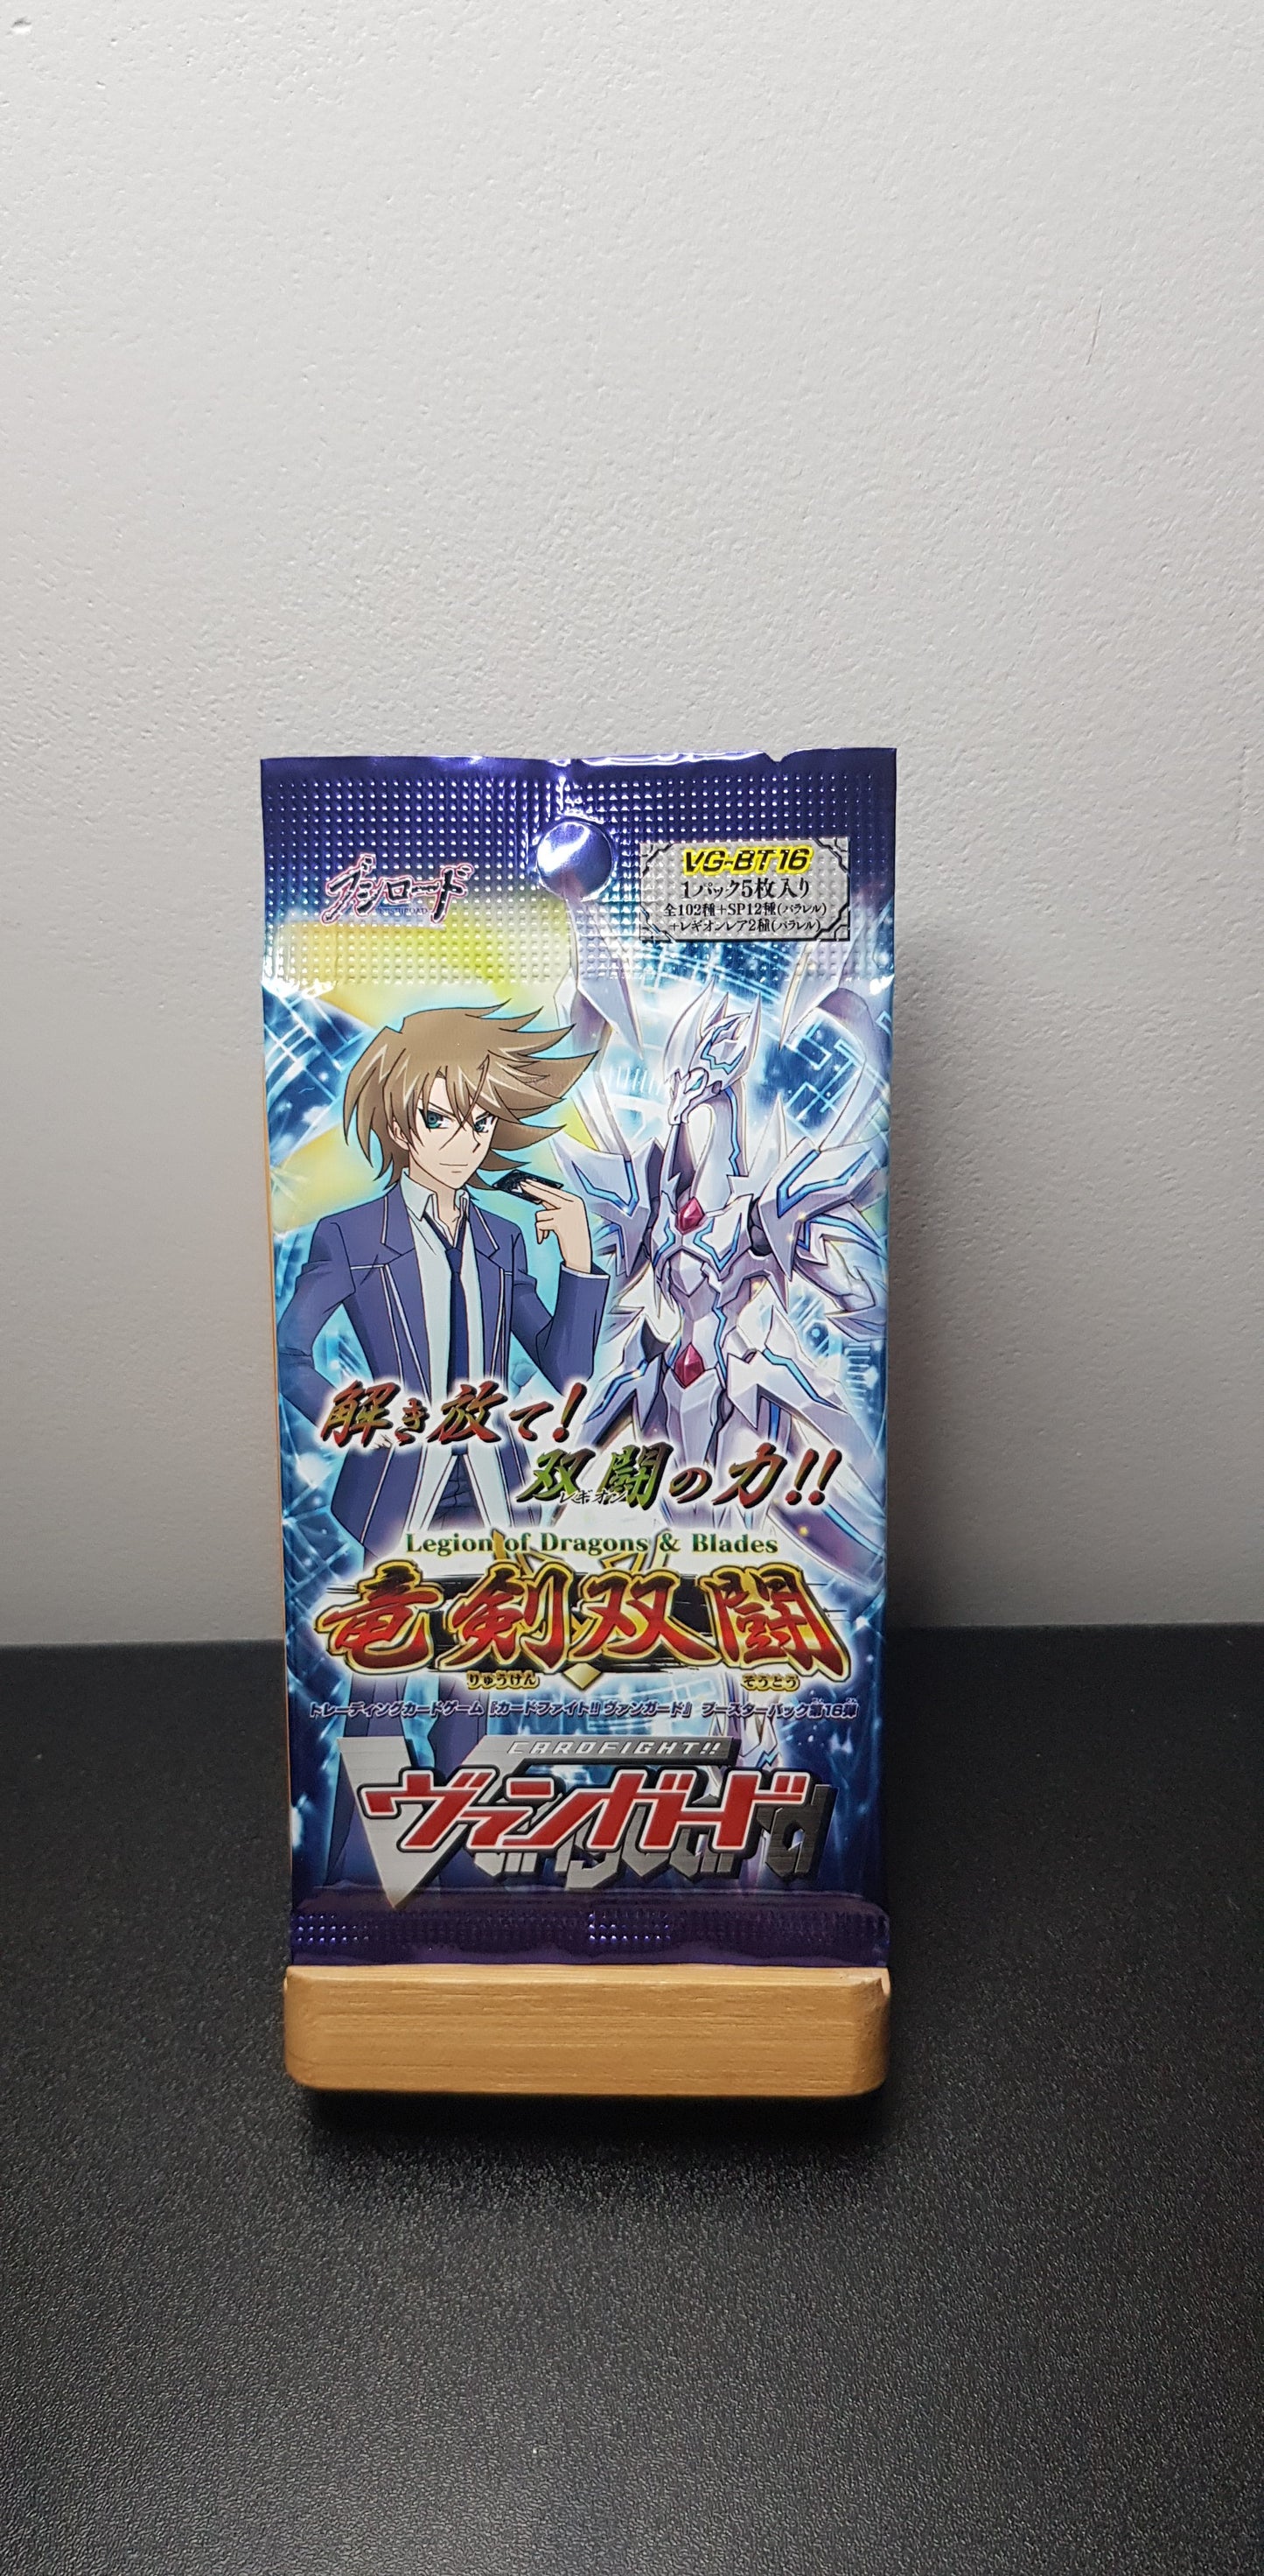 ブシロード
VG-BT16
1パック5枚入り
全102種+SP12種(パラレル)
+レギオンレア2種(パラレル)
解き放て!
双闘の力!!
レギオン
Legion of Dragons & Blades
竜剣双闘
りゅうけん そうとう
トレーディングカードゲーム『カードファイト!! ヴァンガード』 ブースターパック第16弾
CARDFIGHT!!
ヴァンガード
Vanguard